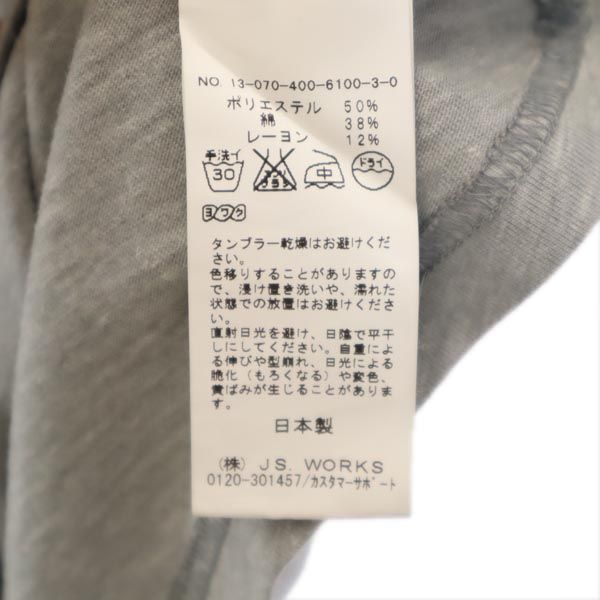 NO. 13-070-400-6100-3-0
ポリエステル 50%
綿 38%
レーヨン 12%
手洗イ 30 エンソサラシ 中 ドライ
ヨワク
タンブラー乾燥はお避けくだ
さい。
色移りすることがありますの
で、浸け置き洗いや、濡れた
状態での放置はお避けくださ
い。
直射日光を避け、日陰で平干
しにしてください。自重によ
る伸びや型崩れ、日光による
脆化(もろくなる)や変色、
黄ばみが生じることがありま
す。
日本製
(株) J.S. WORKS
0120-301457/カスタマーサポート